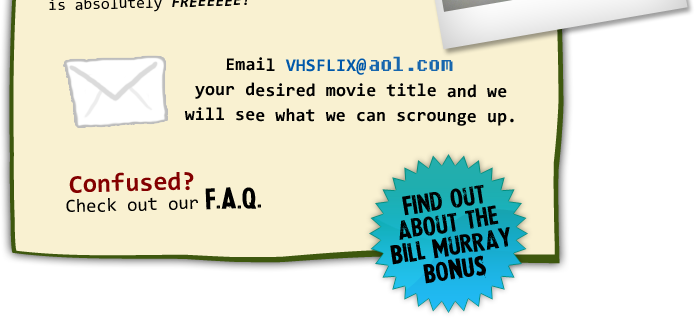 is absolutely FREEEEEE!
Email VHSFLIX@aol.com
your desired movie title and we
will see what we can scrounge up.
Confused?
Check out our F.A.Q.
FIND OUT
ABOUT THE
BILL MURRAY
BONUS